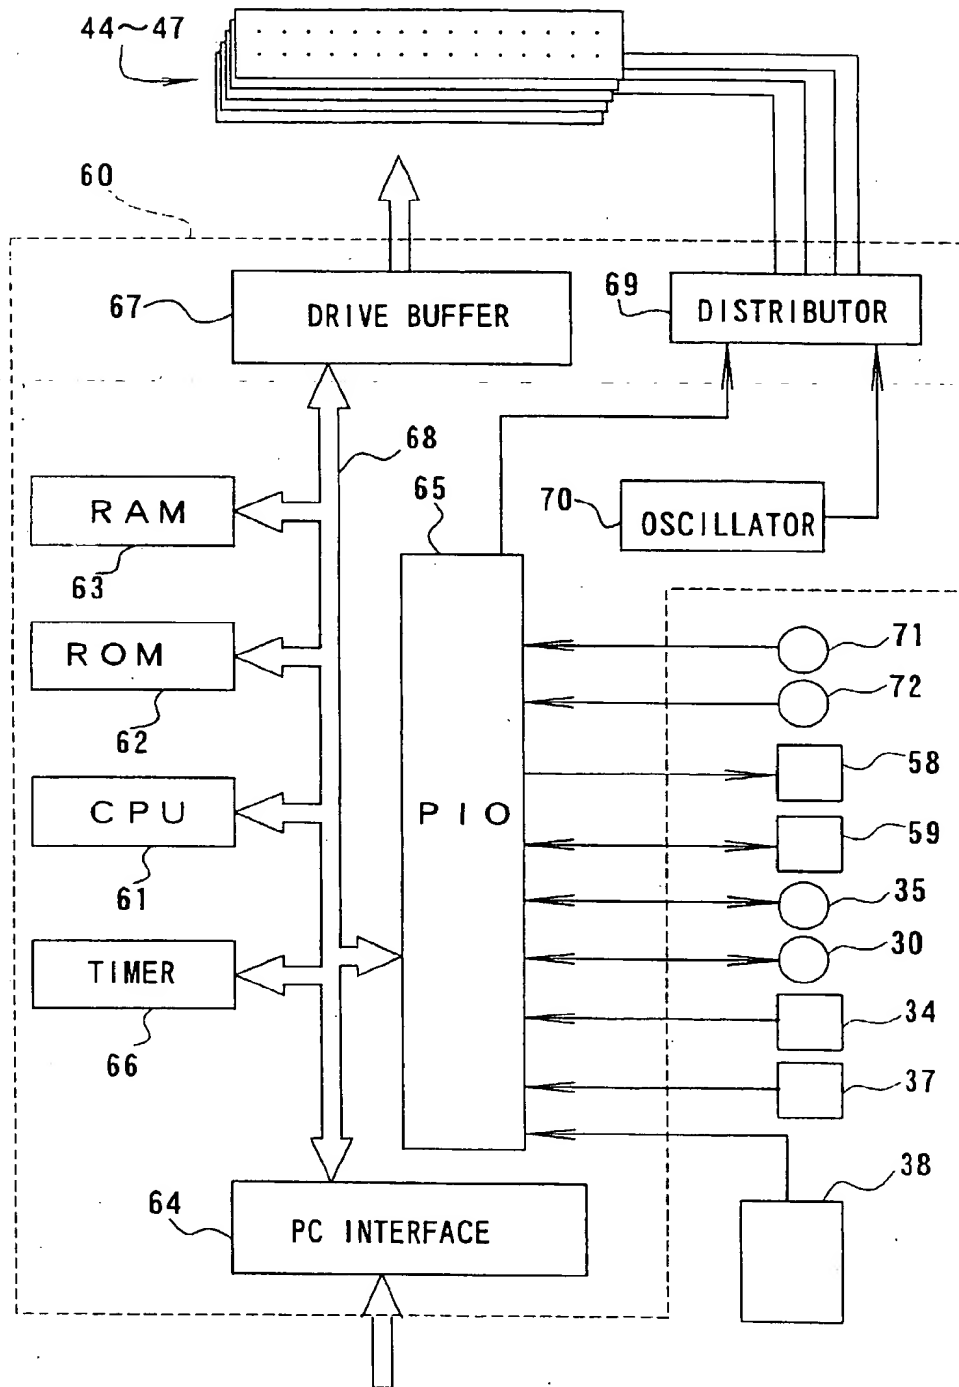 44～47
60
67
DRIVE BUFFER
69
DISTRIBUTOR
68
65
70
OSCILLATOR
RAM
63
ROM
62
CPU
61
TIMER
66
PIO
71
72
58
59
35
30
34
37
38
64
PC INTERFACE